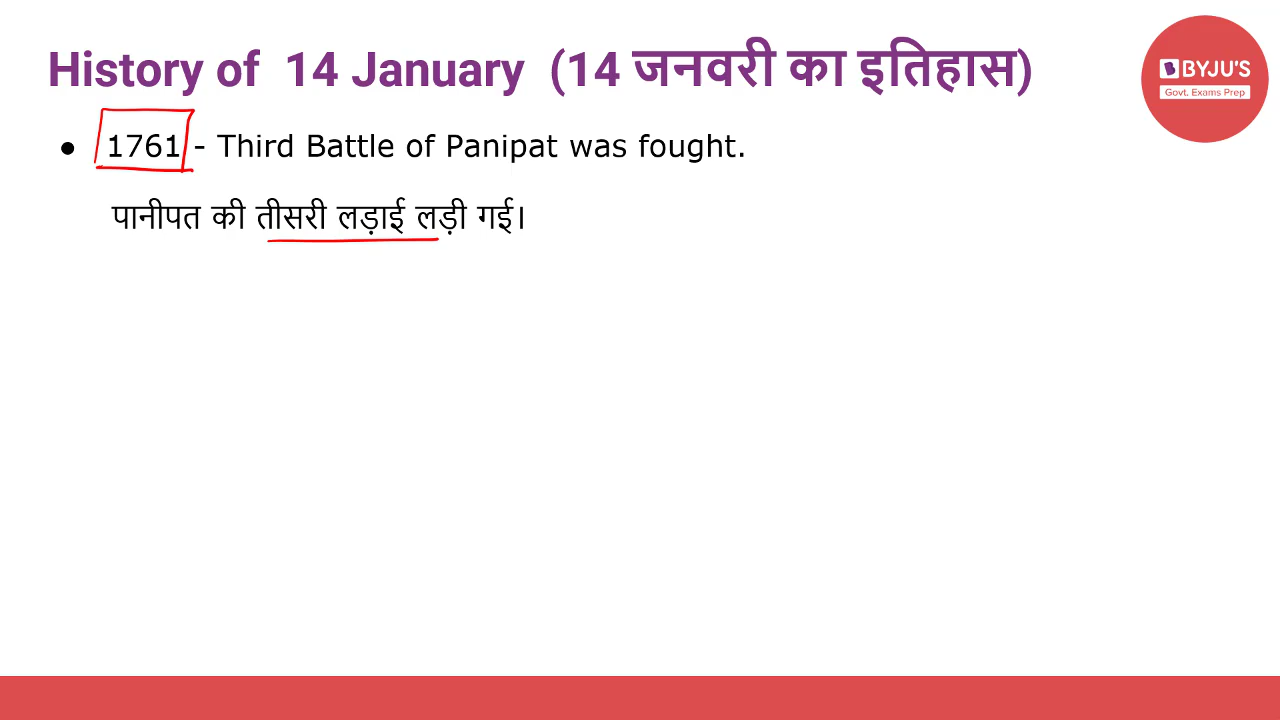 History of 14 January (14 जनवरी का इतिहास)
BYJU'S
Govt. Exams Prep
● 1761 - Third Battle of Panipat was fought.
पानीपत की तीसरी लड़ाई लड़ी गई।